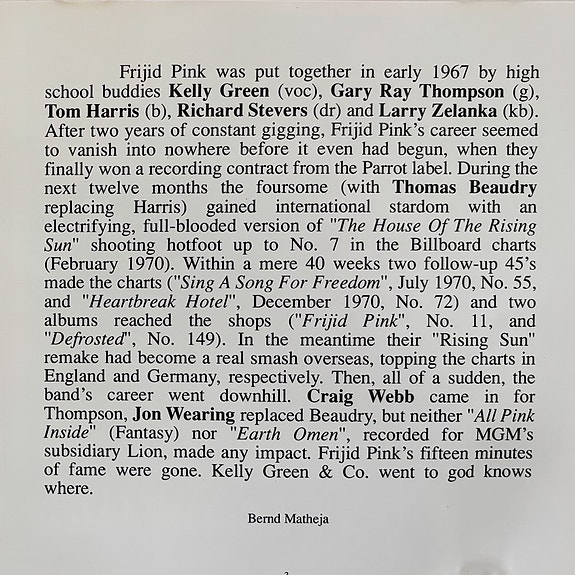 Frijid Pink was put together in early 1967 by high
school buddies Kelly Green (voc), Gary Ray Thompson (g),
Tom Harris (b), Richard Stevers (dr) and Larry Zelanka (kb).
After two years of constant gigging, Frijid Pink's career seemed
to vanish into nowhere before it even had begun, when they
finally won a recording contract from the Parrot label. During the
next twelve months the foursome (with Thomas Beaudry
replacing Harris) gained international stardom with an
electrifying, full-blooded version of "The House Of The Rising
Sun" shooting hotfoot up to No. 7 in the Billboard charts
(February 1970). Within a mere 40 weeks two follow-up 45's
made the charts ("Sing A Song For Freedom", July 1970, No. 55,
and "Heartbreak Hotel", December 1970, No. 72) and two
albums reached the shops ("Frijid Pink", No. 11, and
"Defrosted", No. 149). In the meantime their "Rising Sun"
remake had become a real smash overseas, topping the charts in
England and Germany, respectively. Then, all of a sudden, the
band's career went downhill. Craig Webb came in for
Thompson, Jon Wearing replaced Beaudry, but neither "All Pink
Inside" (Fantasy) nor "Earth Omen", recorded for MGM's
subsidiary Lion, made any impact. Frijid Pink's fifteen minutes
of fame were gone. Kelly Green & Co. went to god knows
where.
Bernd Matheja